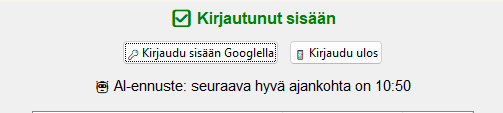 Kirjautunut sisään
Kirjaudu sisään Googlella Kirjaudu ulos
AI-ennuste: seuraava hyvä ajankohta on 10:50